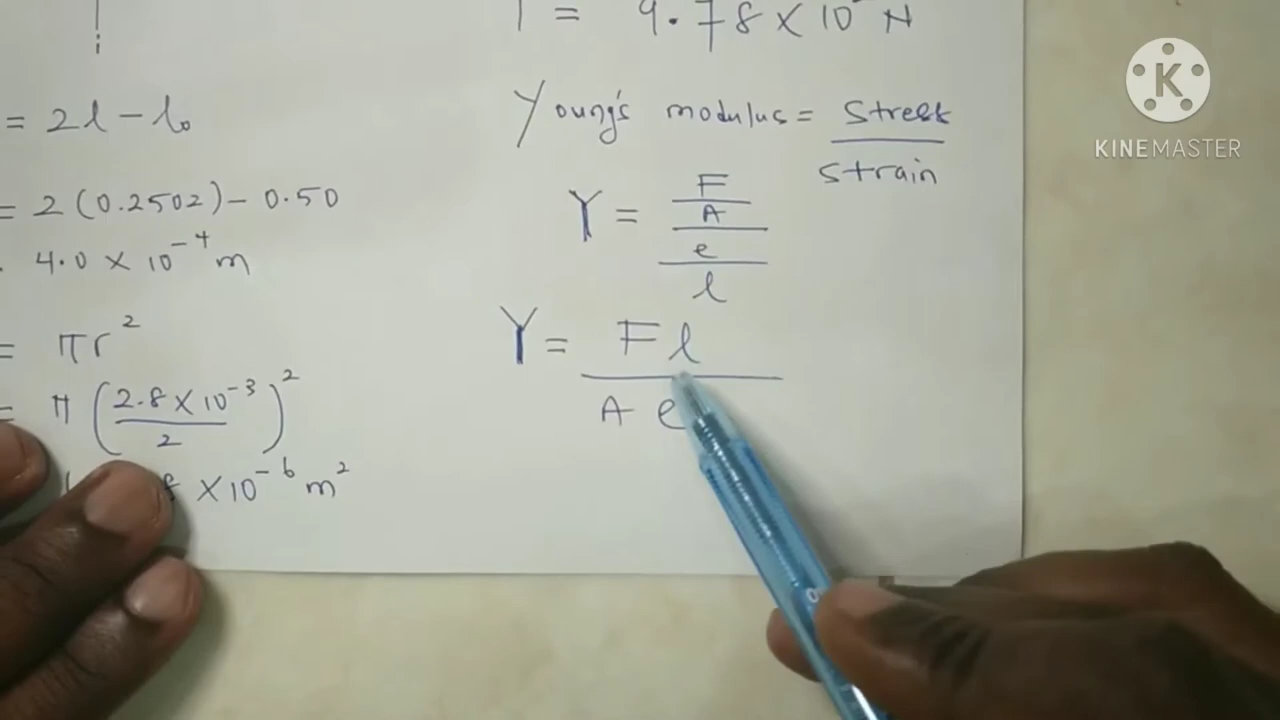 = 2l - l₀
= 2 (0.2502) - 0.50
4.0 × 10⁻⁴ m
= πr²
= π (2.8 × 10⁻³ / 2)²
× 10⁻⁶ m²
= 9.78 × 10 N
Young's modulus = Stress / Strain
Y = F/A / e/l
Y = Fl / Ae
K
KINEMASTER